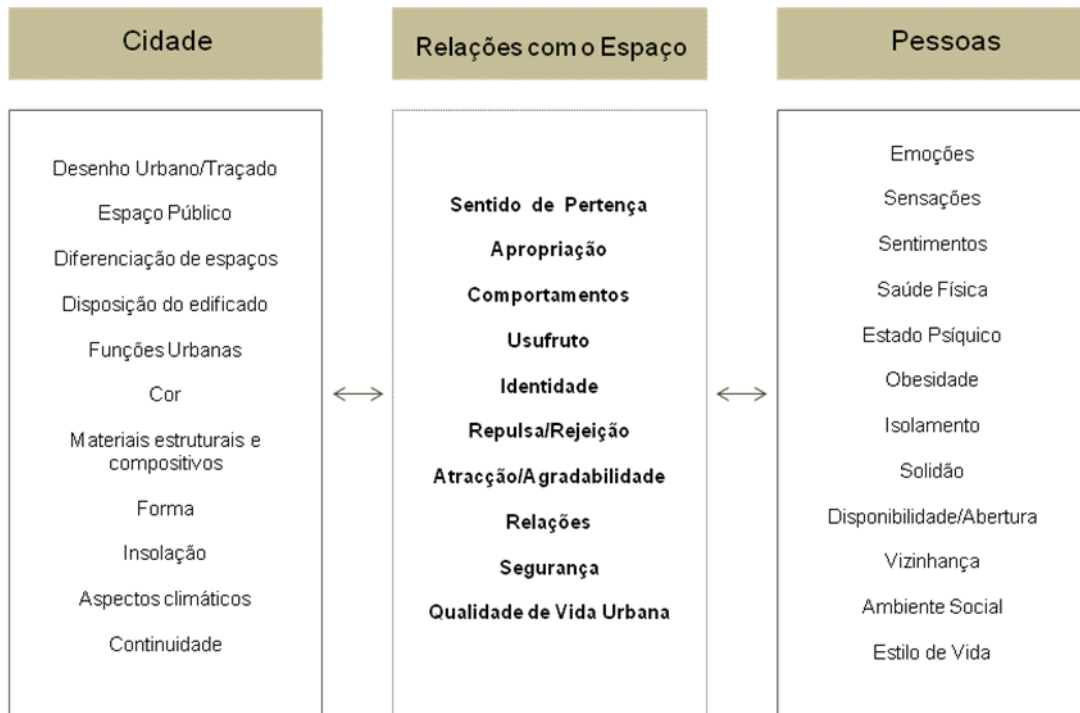 Cidade
Desenho Urbano/Traçado
Espaço Público
Diferenciação de espaços
Disposição do edificado
Funções Urbanas
Cor
Materiais estruturais e
compositivos
Forma
Insolação
Aspectos climáticos
Continuidade
Relações com o Espaço
Sentido de Pertença
Apropriação
Comportamentos
Usufruto
Identidade
Repulsa/Rejeição
Atracção/Agradabilidade
Relações
Segurança
Qualidade de Vida Urbana
Pessoas
Emoções
Sensações
Sentimentos
Saúde Física
Estado Psíquico
Obesidade
Isolamento
Solidão
Disponibilidade/Abertura
Vizinhança
Ambiente Social
Estilo de Vida